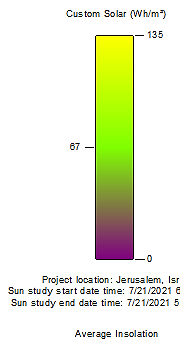 Custom Solar (Wh/m²)
135
67
0
Project location: Jerusalem, Isr
Sun study start date time: 7/21/2021 6
Sun study end date time: 7/21/2021 5
Average Insolation